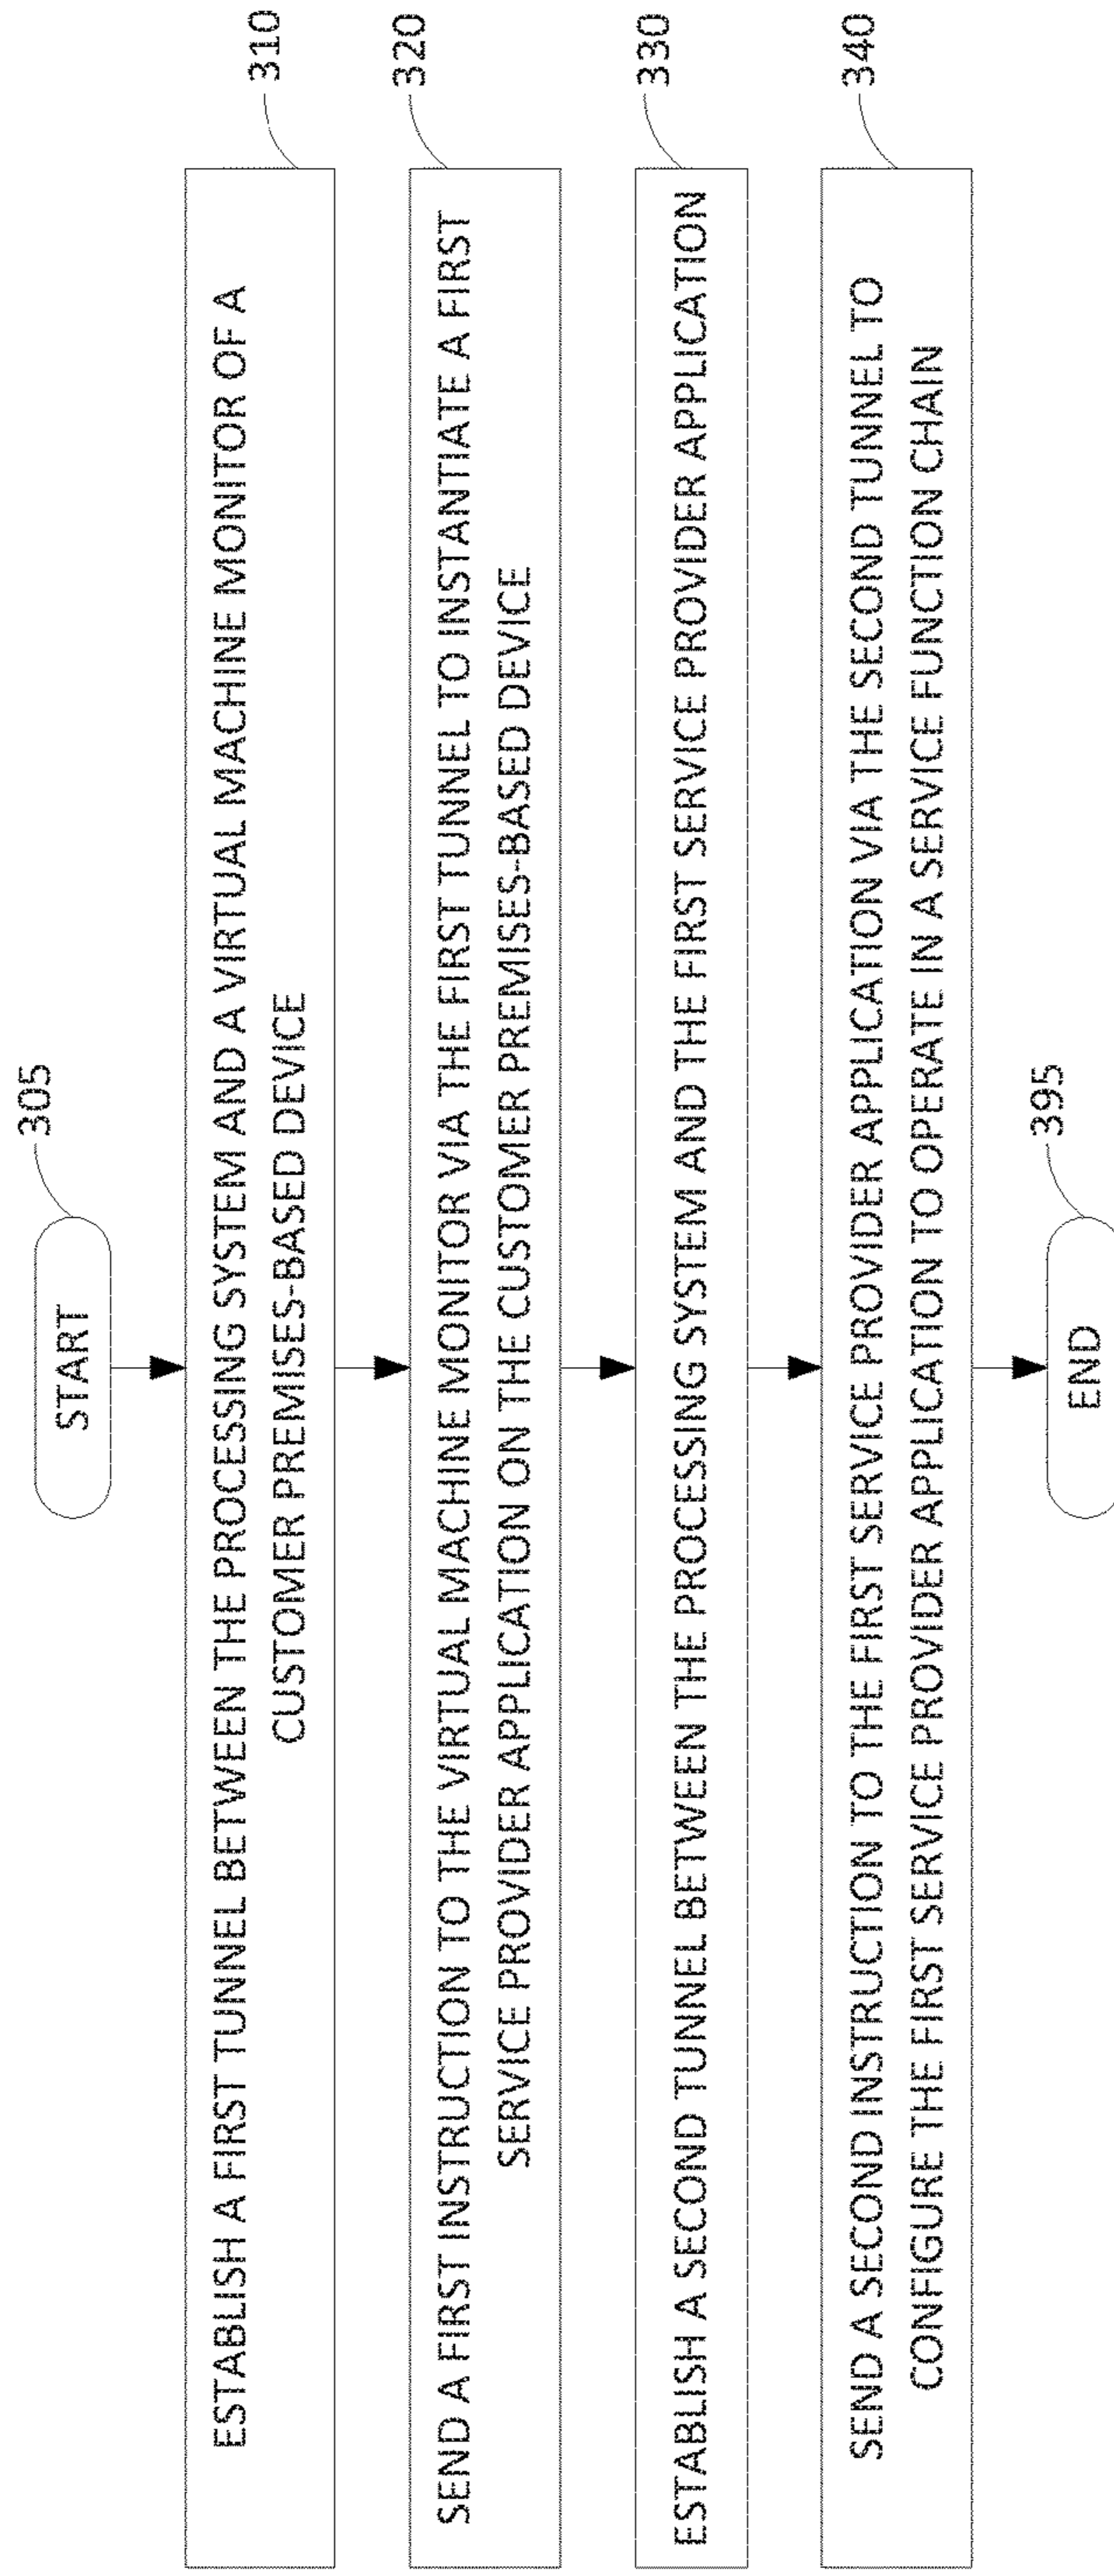 305
START
310
ESTABLISH A FIRST TUNNEL BETWEEN THE PROCESSING SYSTEM AND A VIRTUAL MACHINE MONITOR OF A
CUSTOMER PREMISES-BASED DEVICE
320
SEND A FIRST INSTRUCTION TO THE VIRTUAL MACHINE MONITOR VIA THE FIRST TUNNEL TO INSTANTIATE A FIRST
SERVICE PROVIDER APPLICATION ON THE CUSTOMER PREMISES-BASED DEVICE
330
ESTABLISH A SECOND TUNNEL BETWEEN THE PROCESSING SYSTEM AND THE FIRST SERVICE PROVIDER APPLICATION
340
SEND A SECOND INSTRUCTION TO THE FIRST SERVICE PROVIDER APPLICATION VIA THE SECOND TUNNEL TO
CONFIGURE THE FIRST SERVICE PROVIDER APPLICATION TO OPERATE IN A SERVICE FUNCTION CHAIN
395
END